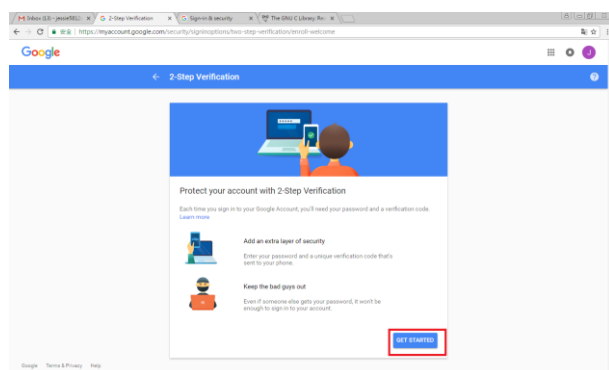 Inbox (13) - jessie5812
2-Step Verification
Sign-in & security
The GNU C Library: Re
https://myaccount.google.com/security/signinoptions/two-step-verification/enroll-welcome
Google
J
2-Step Verification
Protect your account with 2-Step Verification
Each time you sign in to your Google Account, you'll need your password and a verification code.
Learn more
Add an extra layer of security
Enter your password and a unique verification code that's
sent to your phone.
Keep the bad guys out
Even if someone else gets your password, it won't be
enough to sign in to your account.
GET STARTED
Google Terms & Privacy Help